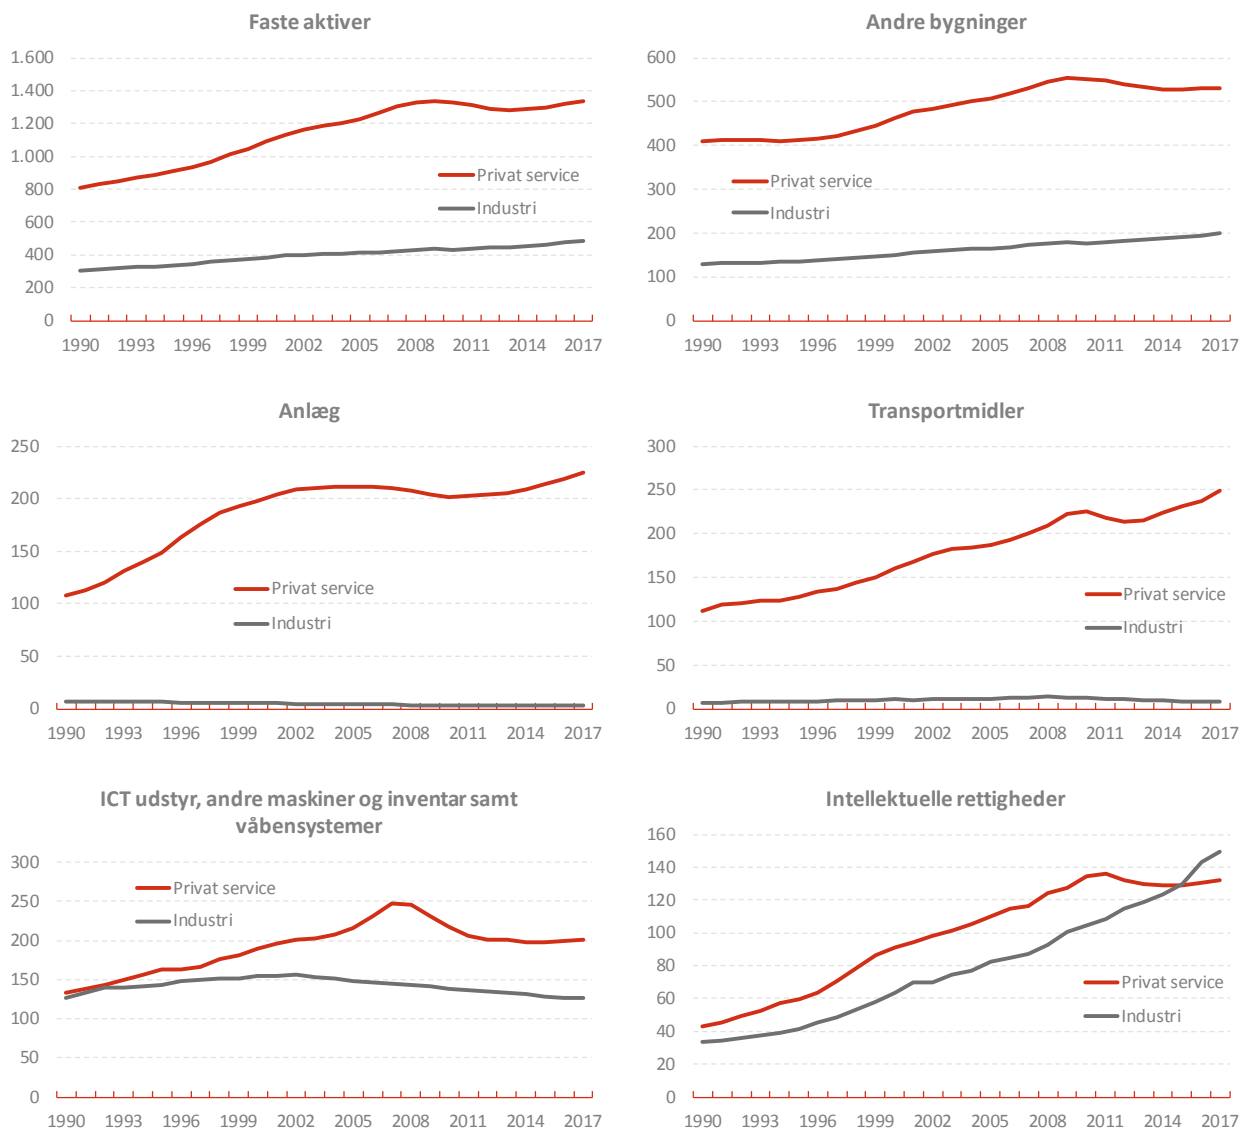 Faste aktiver
1.600
1.400
1.200
1.000
800
600
400
200
0
Privat service
Industri
1990 1993 1996 1999 2002 2005 2008 2011 2014 2017
Andre bygninger
600
500
400
300
200
100
0
Privat service
Industri
1990 1993 1996 1999 2002 2005 2008 2011 2014 2017
Anlæg
250
200
150
100
50
0
Privat service
Industri
1990 1993 1996 1999 2002 2005 2008 2011 2014 2017
Transportmidler
300
250
200
150
100
50
0
Privat service
Industri
1990 1993 1996 1999 2002 2005 2008 2011 2014 2017
ICT udstyr, andre maskiner og inventar samt
våbensystemer
300
250
200
150
100
50
0
Privat service
Industri
1990 1993 1996 1999 2002 2005 2008 2011 2014 2017
Intellektuelle rettigheder
160
140
120
100
80
60
40
20
0
Privat service
Industri
1990 1993 1996 1999 2002 2005 2008 2011 2014 2017